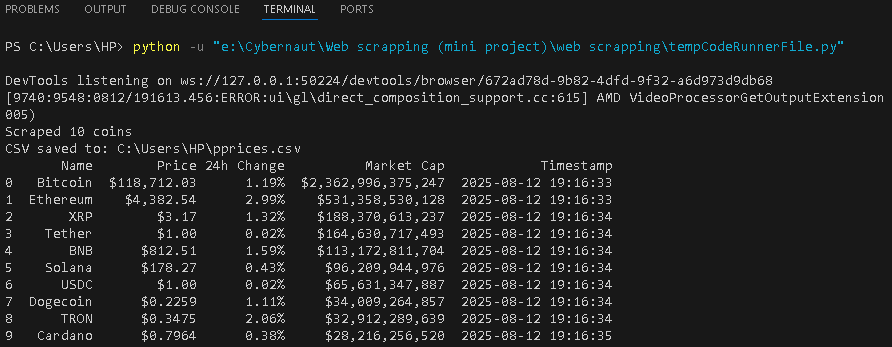 PROBLEMS OUTPUT DEBUG CONSOLE TERMINAL PORTS
PS C:\Users\HP> python -u "e:\Cybernaut\Web scrapping (mini project)\web scrapping\tempCodeRunnerFile.py"
DevTools listening on ws://127.0.0.1:50224/devtools/browser/672ad78d-9b82-4dfd-9f32-a6d973d9db68
[9740:9548:0812/191613.456:ERROR:ui\gl\direct_composition_support.cc:615] AMD VideoProcessorGetOutputExtension
005)
Scraped 10 coins
CSV saved to: C:\Users\HP\pprices.csv
Name Price 24h Change Market Cap Timestamp
0 Bitcoin $118,712.03 1.19% $2,362,996,375,247 2025-08-12 19:16:33
1 Ethereum $4,382.54 2.99% $531,358,530,128 2025-08-12 19:16:33
2 XRP $3.17 1.32% $188,370,613,237 2025-08-12 19:16:34
3 Tether $1.00 0.02% $164,630,717,493 2025-08-12 19:16:34
4 BNB $812.51 1.59% $113,172,811,704 2025-08-12 19:16:34
5 Solana $178.27 0.43% $96,209,944,976 2025-08-12 19:16:34
6 USDC $1.00 0.02% $65,631,347,887 2025-08-12 19:16:34
7 Dogecoin $0.2259 1.11% $34,009,264,857 2025-08-12 19:16:34
8 TRON $0.3475 2.06% $32,912,289,639 2025-08-12 19:16:34
9 Cardano $0.7964 0.38% $28,216,256,520 2025-08-12 19:16:35